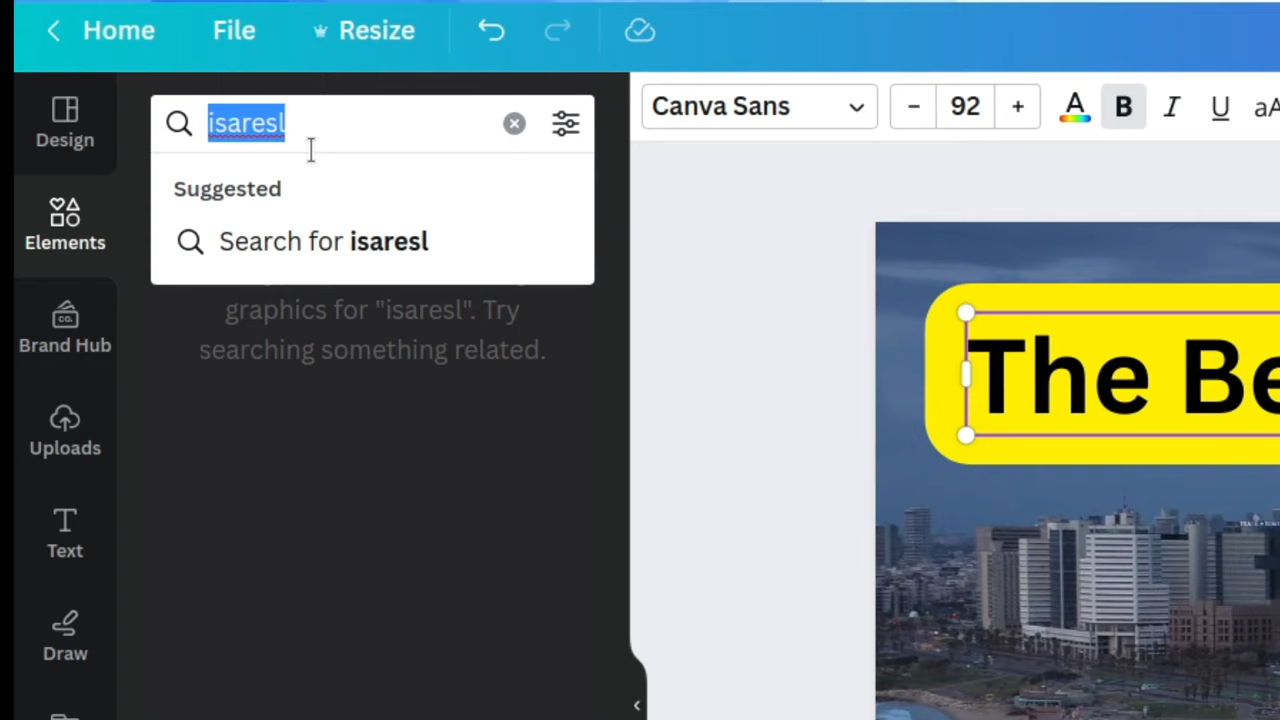 Home File Resize
isaresl
Suggested
Search for isaresl
graphics for "isaresl". Try
searching something related.
Design
Elements
CO.
Brand Hub
Uploads
T
Text
Draw
Canva Sans
– 92 +
A B I U aA
The Be